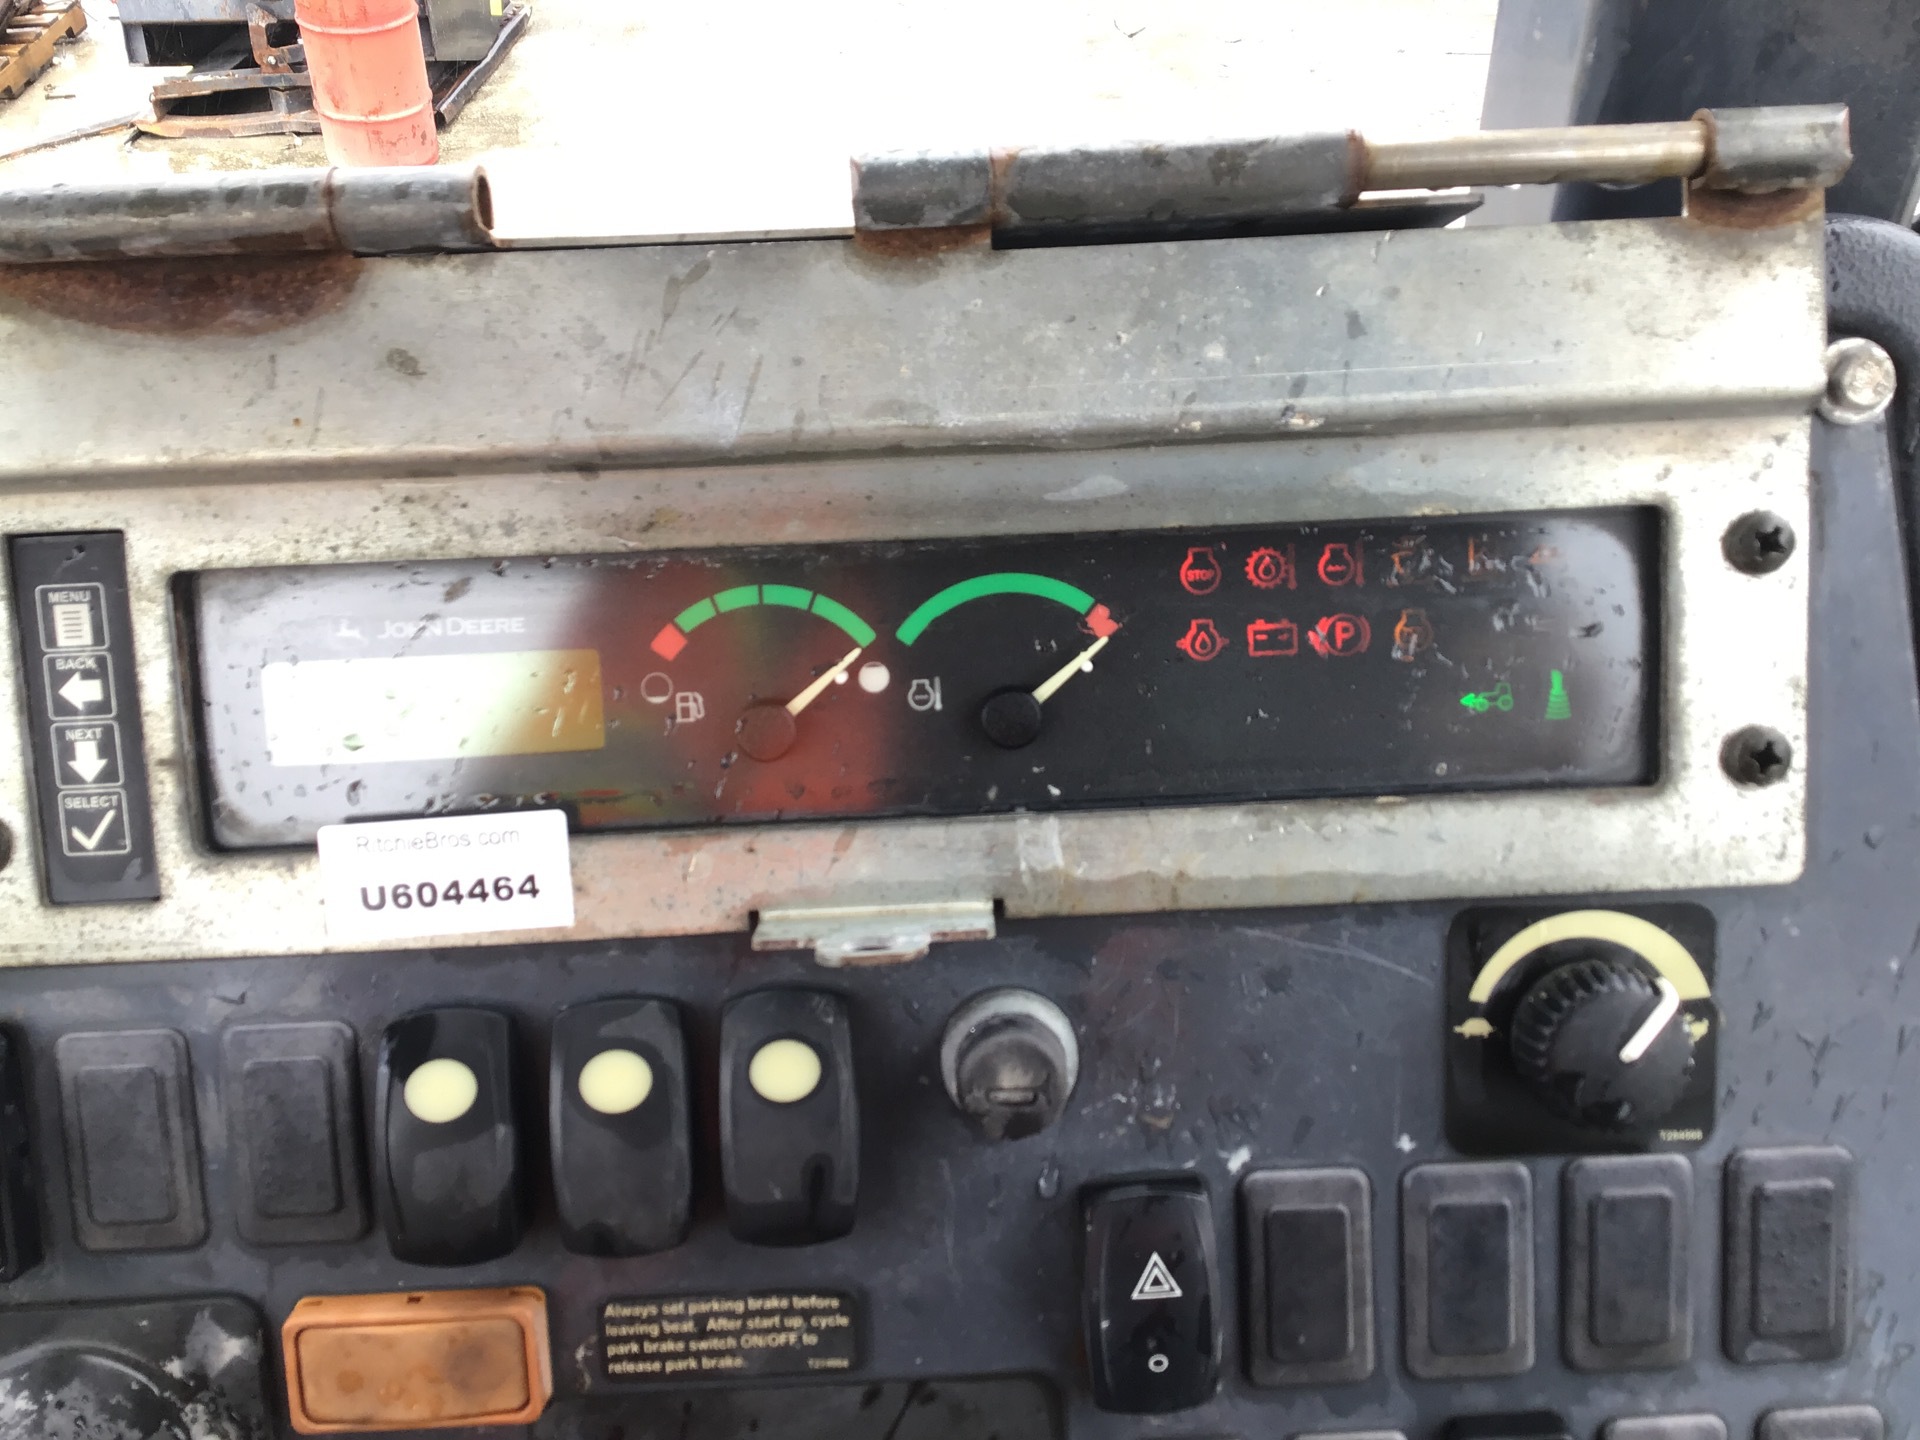 MENU
BACK
NEXT
SELECT
JOHN DEERE
STOP
P
RitchieBros.com
U604464
Always set parking brake before
leaving seat. After start up, cycle
park brake switch ON/OFF to
release park brake.